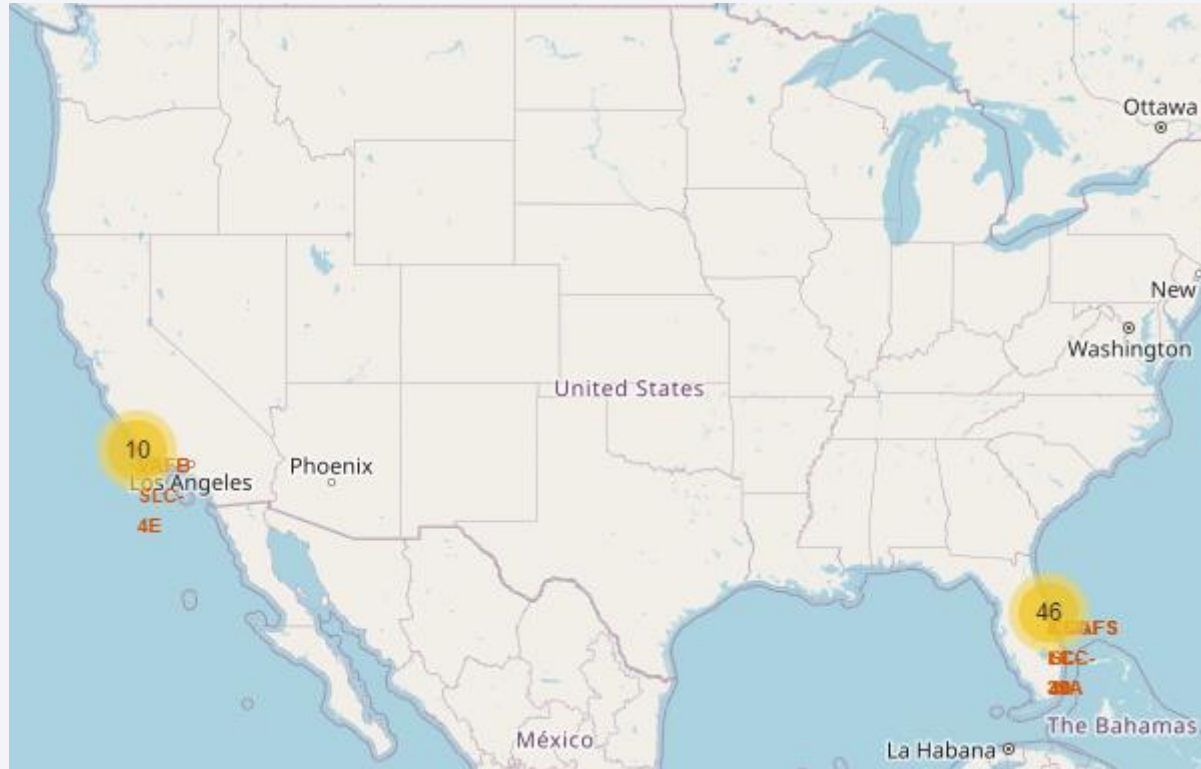 Ottawa
New
Washington
United States
10
Phoenix
Los Angeles
SLC-
4E
46
The Bahamas
México
La Habana